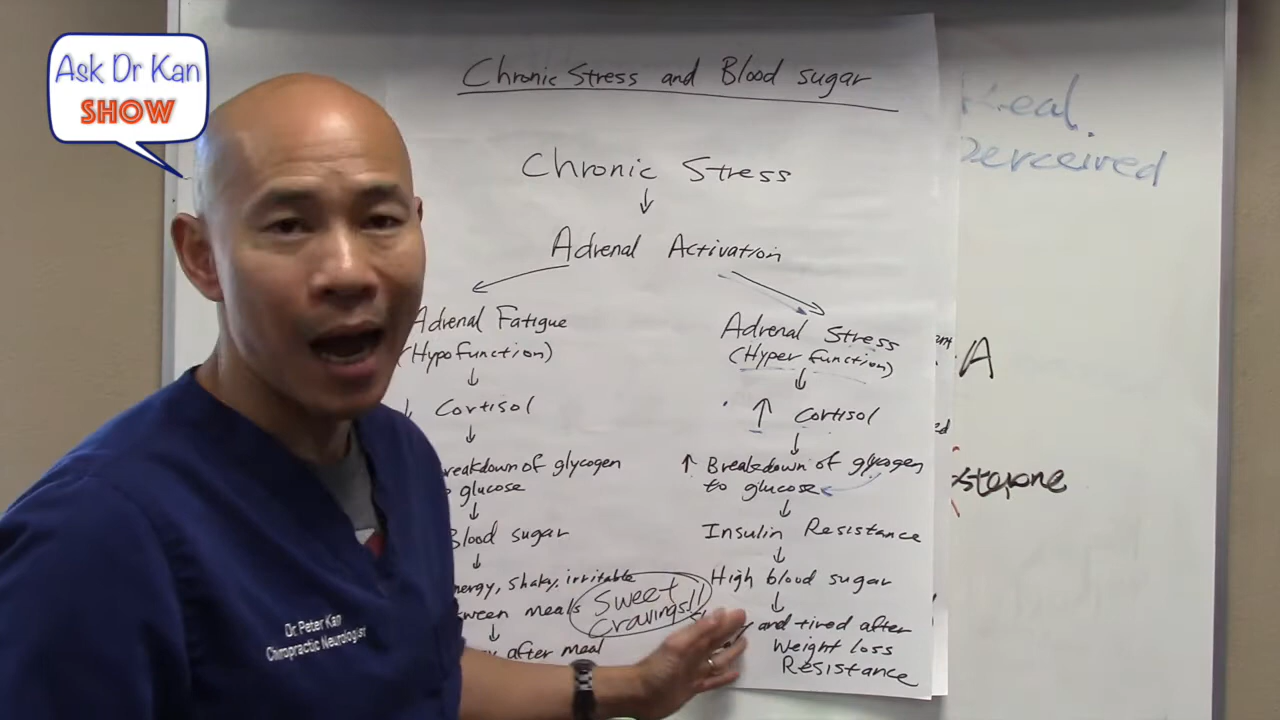 Ask Dr Kan
SHOW
Chronic Stress and Blood sugar
Real
Perceived
Chronic Stress
Adrenal Activation
Adrenal Fatigue
(Hypofunction)
Cortisol
Breakdown of glycogen
to glucose
Blood sugar
energy, shaky, irritable
between meals
Sweet
Cravings!!
after meal
Adrenal Stress
(Hyper function)
↑ Cortisol
↑ Breakdown of glycogen
to glucose
Insulin Resistance
High blood sugar
and tired after
Weight loss
Resistance
A
sterone
Dr. Peter Kan
Chiropractic Neurologist